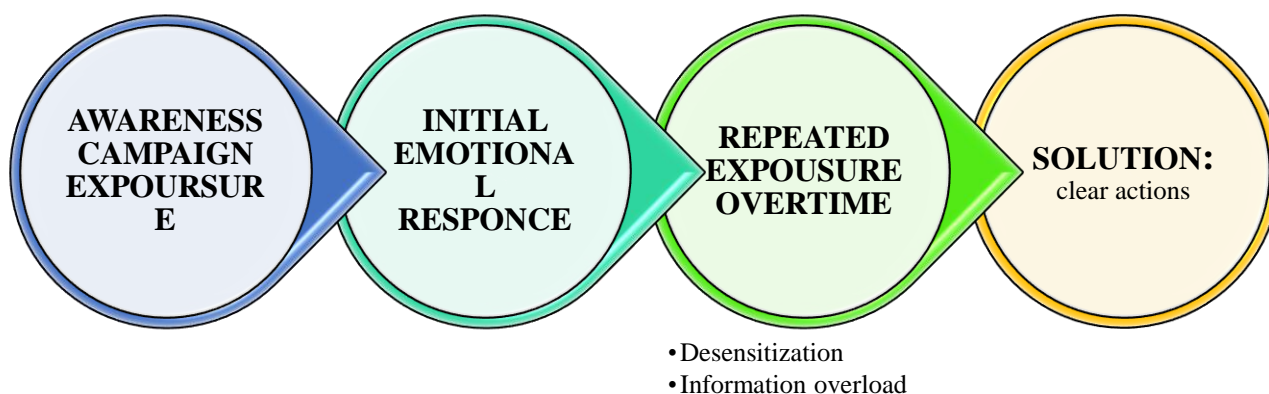 AWARENESS
CAMPAIGN
EXPOURSUR
E
INITIAL
EMOTIONA
L
RESPONCE
REPEATED
EXPOUSURE
OVERTIME
•Desensitization
•Information overload
SOLUTION:
clear actions